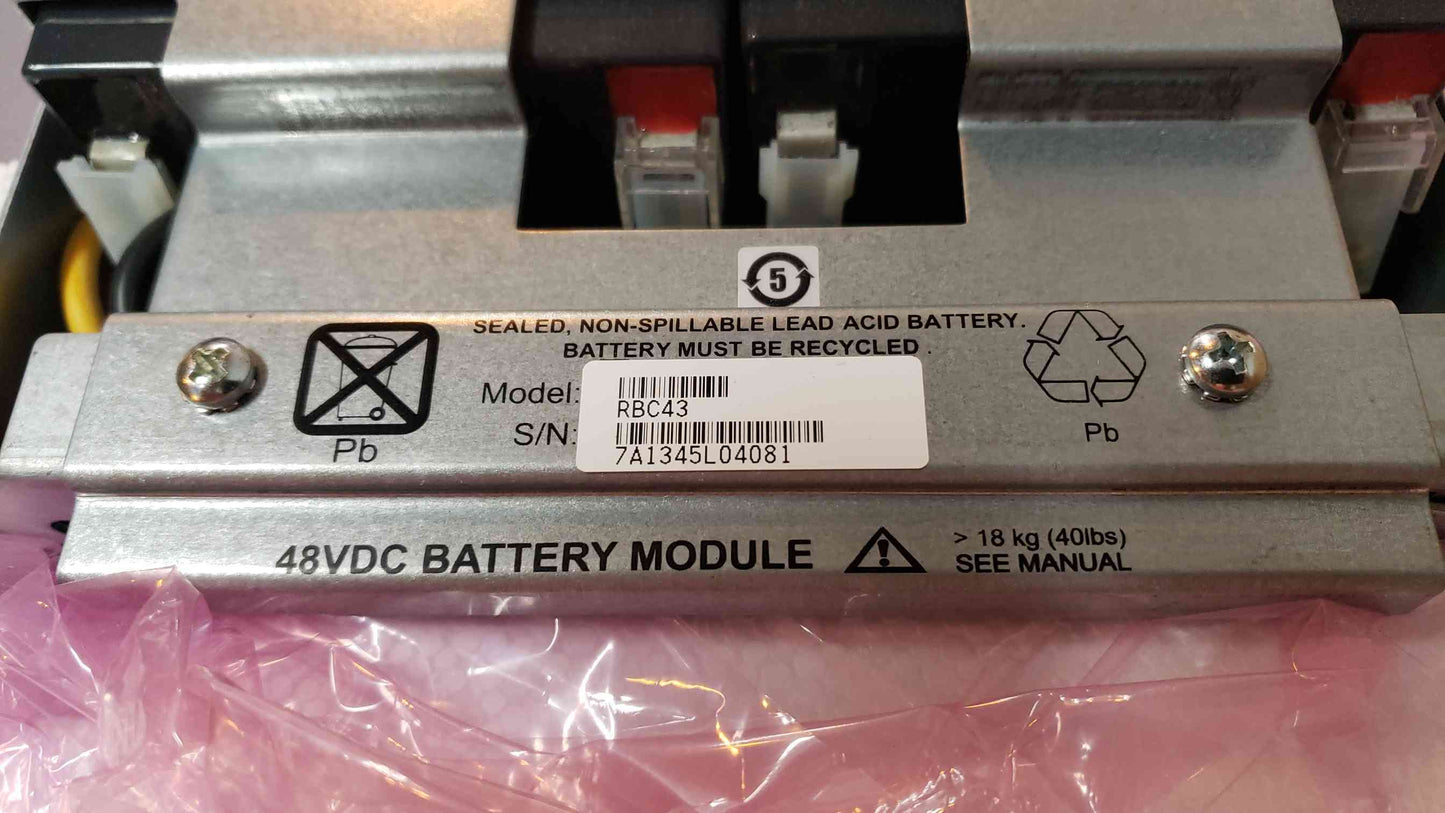 5
SEALED, NON-SPILLABLE LEAD ACID BATTERY.
BATTERY MUST BE RECYCLED .
Model: RBC43
S/N: 7A1345L04081
Pb
Pb
48VDC BATTERY MODULE
> 18 kg (40lbs)
SEE MANUAL